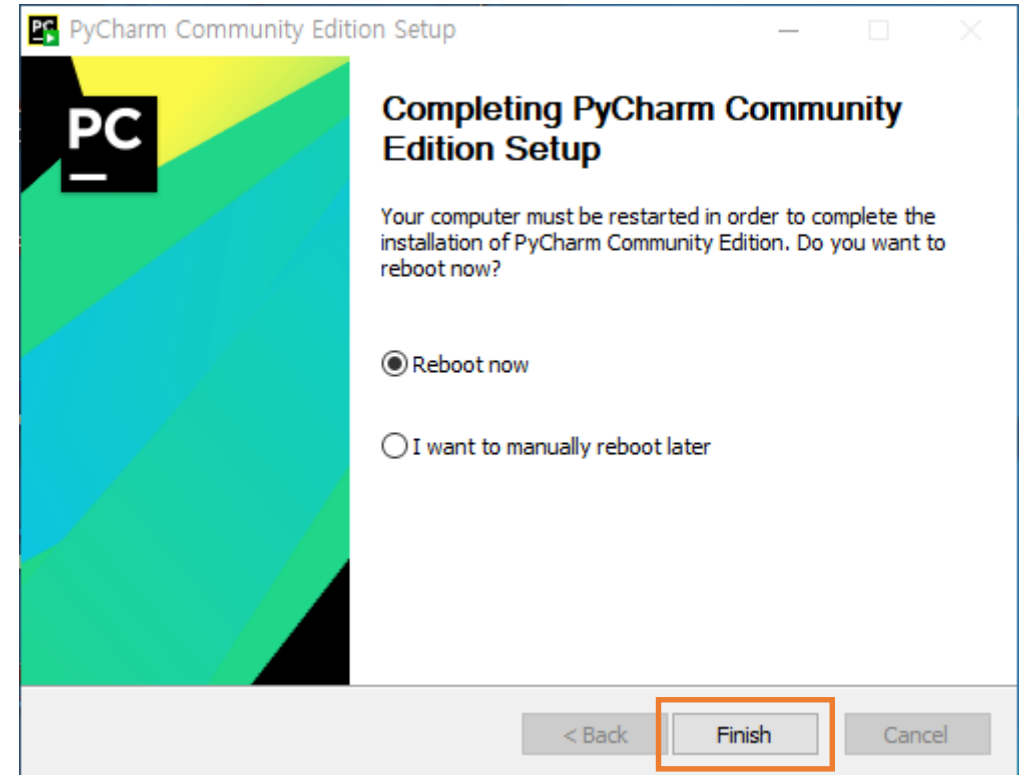 PyCharm Community Edition Setup
PC
Completing PyCharm Community
Edition Setup
Your computer must be restarted in order to complete the
installation of PyCharm Community Edition. Do you want to
reboot now?
Reboot now
I want to manually reboot later
< Back
Finish
Cancel